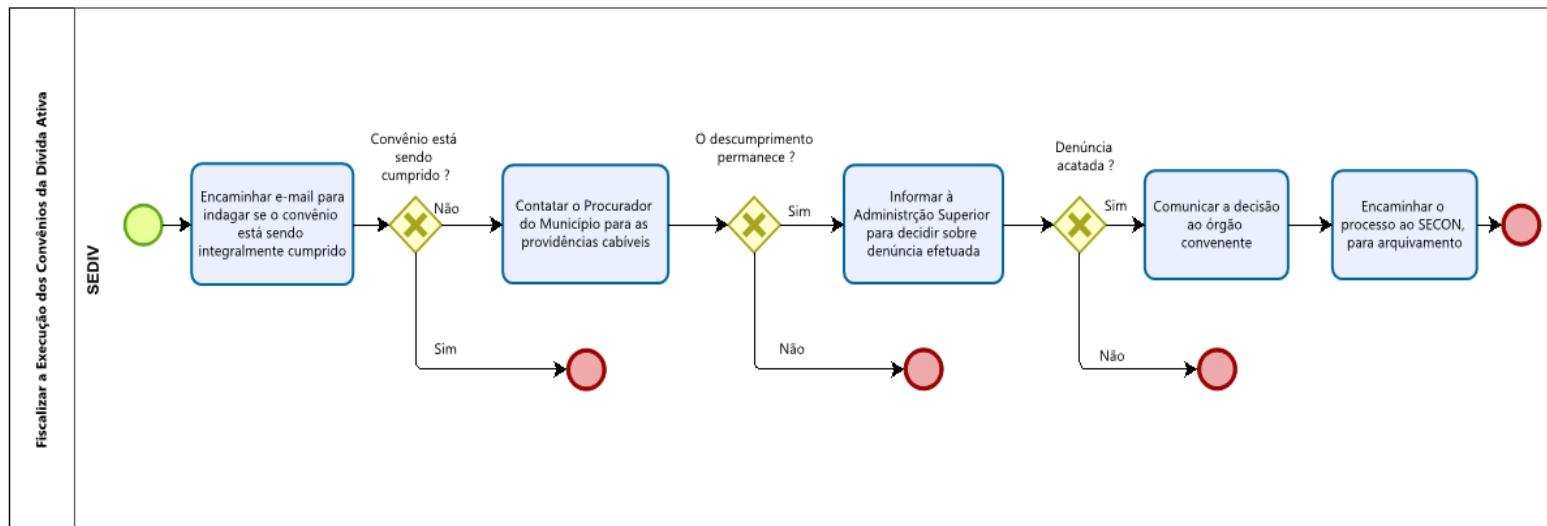 Fiscalizar a Execução dos Convênios da Dívida Ativa
SEDIV
Encaminhar e-mail para
indagar se o convênio
está sendo
integralmente cumprido
Convênio está
sendo
cumprido ?
Não
Sim
Contatar o Procurador
do Município para as
providências cabíveis
O descumprimento
permanece ?
Sim
Não
Informar à
Administrção Superior
para decidir sobre
denúncia efetuada
Denúncia
acatada ?
Sim
Não
Comunicar a decisão
ao órgão
convenente
Encaminhar o
processo ao SECON,
para arquivamento